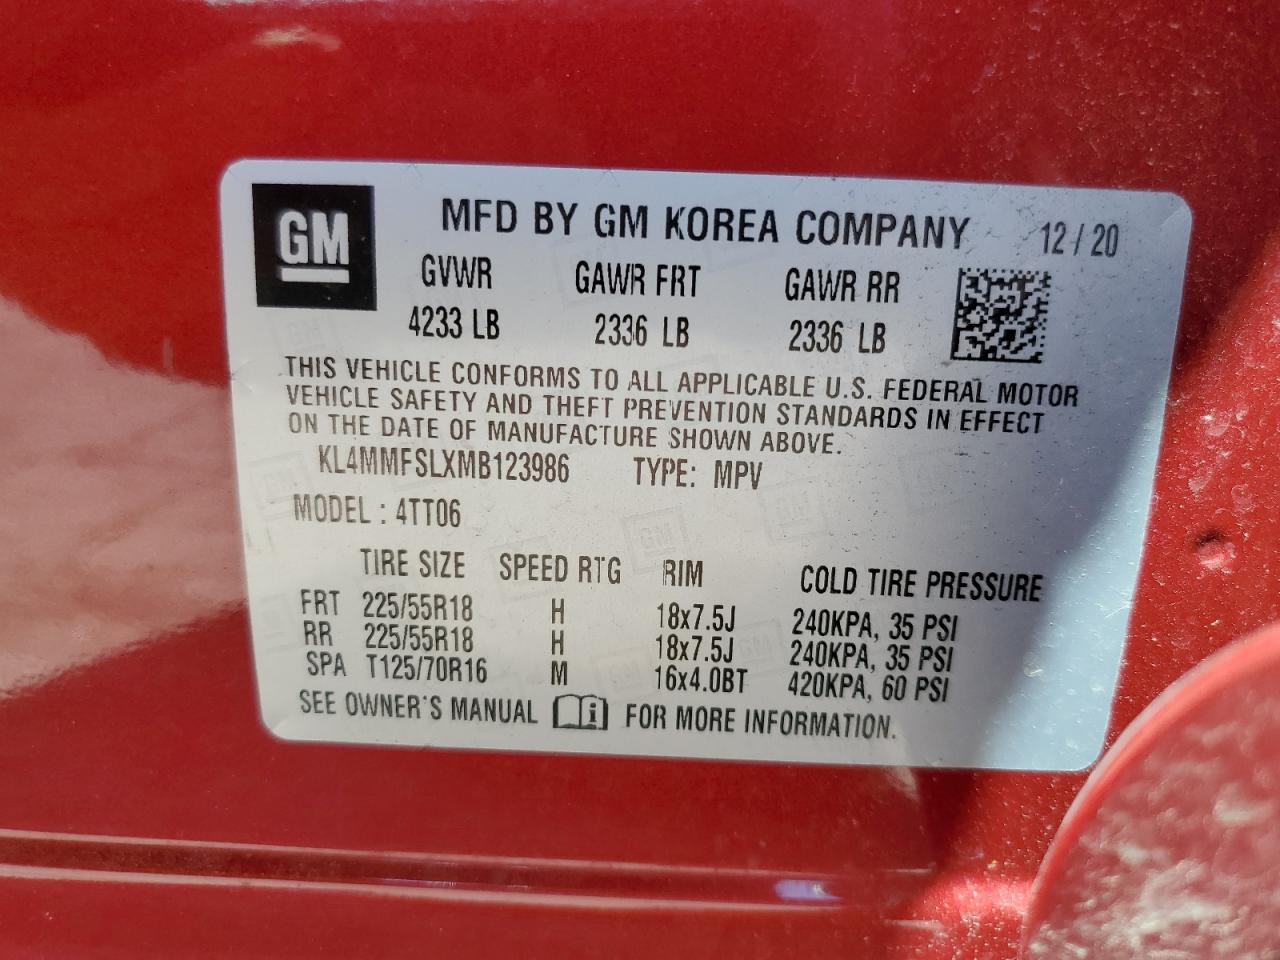 GM MFD BY GM KOREA COMPANY 12/20
GVWR GAWR FRT GAWR RR
4233 LB 2336 LB 2336 LB
THIS VEHICLE CONFORMS TO ALL APPLICABLE U.S. FEDERAL MOTOR
VEHICLE SAFETY AND THEFT PREVENTION STANDARDS IN EFFECT
ON THE DATE OF MANUFACTURE SHOWN ABOVE.
KL4MMFSLXMB123986 TYPE: MPV
MODEL : 4TT06
TIRE SIZE SPEED RTG RIM COLD TIRE PRESSURE
FRT 225/55R18 H 18x7.5J 240KPA, 35 PSI
RR 225/55R18 H 18x7.5J 240KPA, 35 PSI
SPA T125/70R16 M 16x4.0BT 420KPA, 60 PSI
SEE OWNER'S MANUAL i FOR MORE INFORMATION.